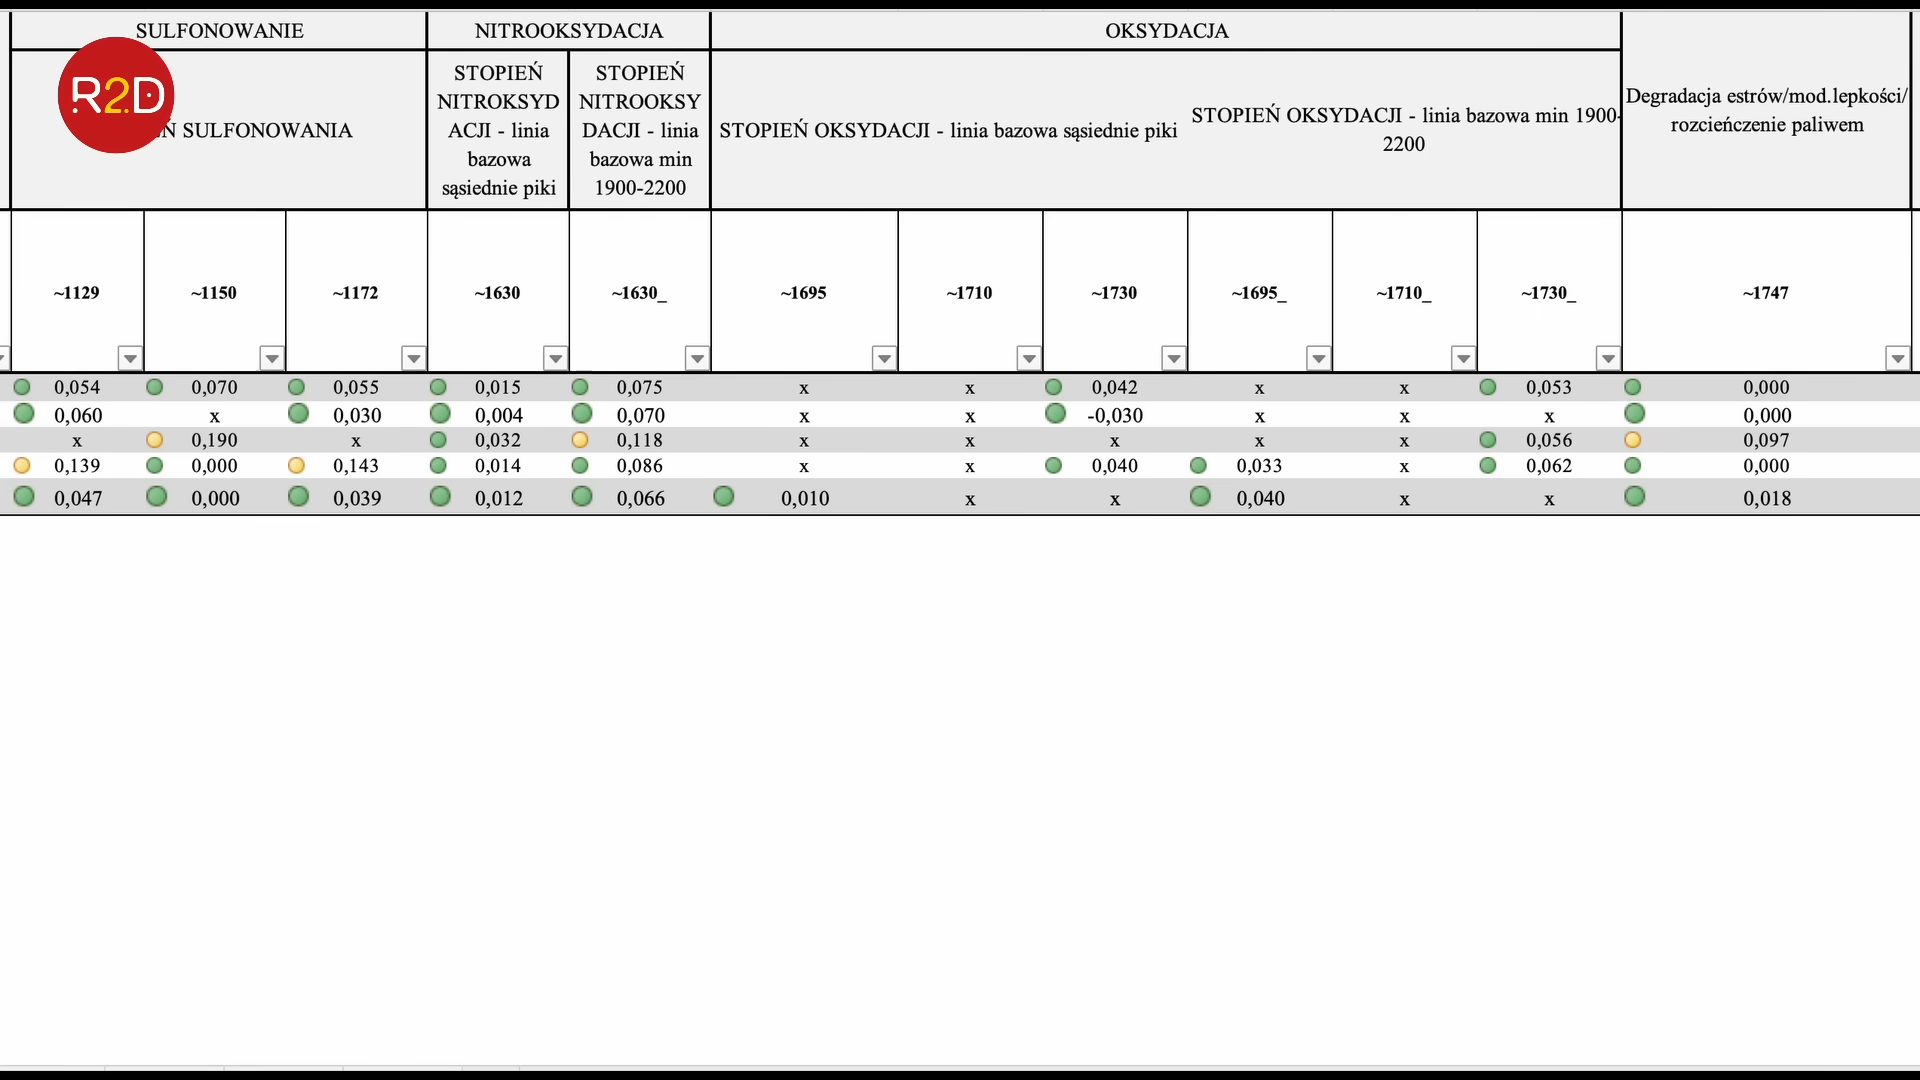 SULFONOWANIE NITROOKSYDACJA OKSYDACJA
R2D
SULFONOWANIA
STOPIEŃ
NITROKSYD
ACJI - linia
bazowa
sąsiednie piki
STOPIEŃ
NITROOKSY
DACJI - linia
bazowa min
1900-2200
STOPIEŃ OKSYDACJI - linia bazowa sąsiednie piki
STOPIEŃ OKSYDACJI - linia bazowa min 1900-
2200
Degradacja estrów/mod.lepkości/
rozcieńczenie paliwem
~1129 ~1150 ~1172 ~1630 ~1630_ ~1695 ~1710 ~1730 ~1695_ ~1710_ ~1730_ ~1747
0,054 0,070 0,055 0,015 0,075 x x 0,042 x x 0,053 0,000
0,060 x 0,030 0,004 0,070 x x -0,030 x x x 0,000
x 0,190 x 0,032 0,118 x x x x x 0,056 0,097
0,139 0,000 0,143 0,014 0,086 x x 0,040 0,033 x 0,062 0,000
0,047 0,000 0,039 0,012 0,066 0,010 x x 0,040 x x 0,018